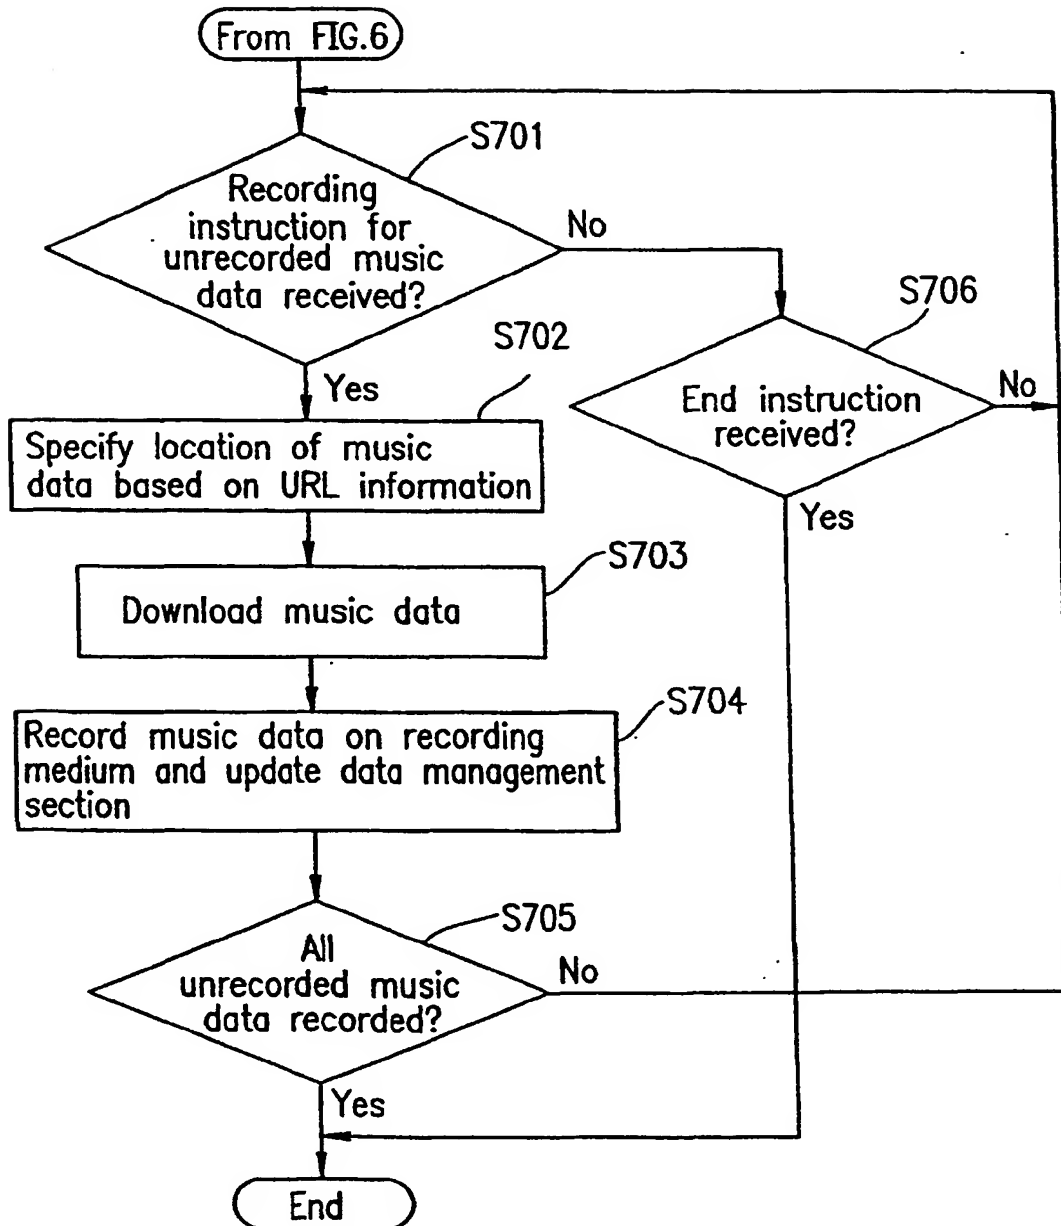 From FIG.6
S701
Recording
instruction for
unrecorded music
data received?
No
S706
S702
Yes
End instruction
received?
No
Specify location of music
data based on URL information
Yes
S703
Download music data
S704
Record music data on recording
medium and update data management
section
S705
All
unrecorded music
data recorded?
No
Yes
End